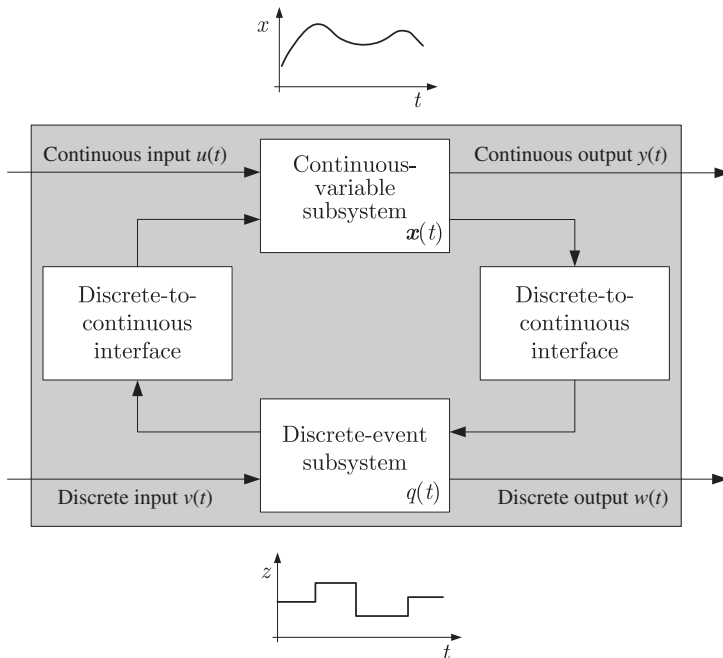 x
t
Continuous input u(t)
Continuous-
variable
subsystem
x(t)
Continuous output y(t)
Discrete-to-
continuous
interface
Discrete-to-
continuous
interface
Discrete-event
subsystem
q(t)
Discrete input v(t)
Discrete output w(t)
z
t